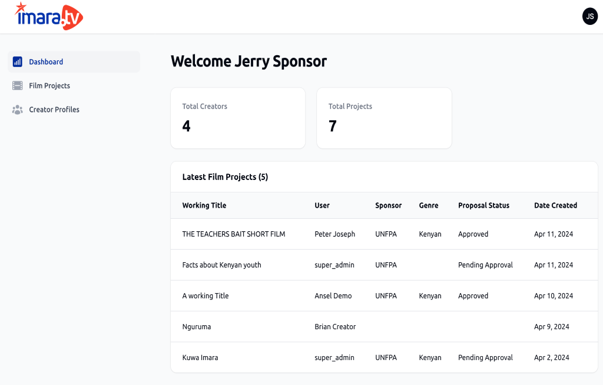 imara.tv
JS
Dashboard
Film Projects
Creator Profiles
Welcome Jerry Sponsor
Total Creators
4
Total Projects
7
Latest Film Projects (5)
Working Title User Sponsor Genre Proposal Status Date Created
THE TEACHERS BAIT SHORT FILM Peter Joseph UNFPA Kenyan Approved Apr 11, 2024
Facts about Kenyan youth super_admin UNFPA Pending Approval Apr 11, 2024
A working Title Ansel Demo UNFPA Kenyan Approved Apr 10, 2024
Nguruma Brian Creator Apr 9, 2024
Kuwa Imara super_admin UNFPA Kenyan Pending Approval Apr 2, 2024